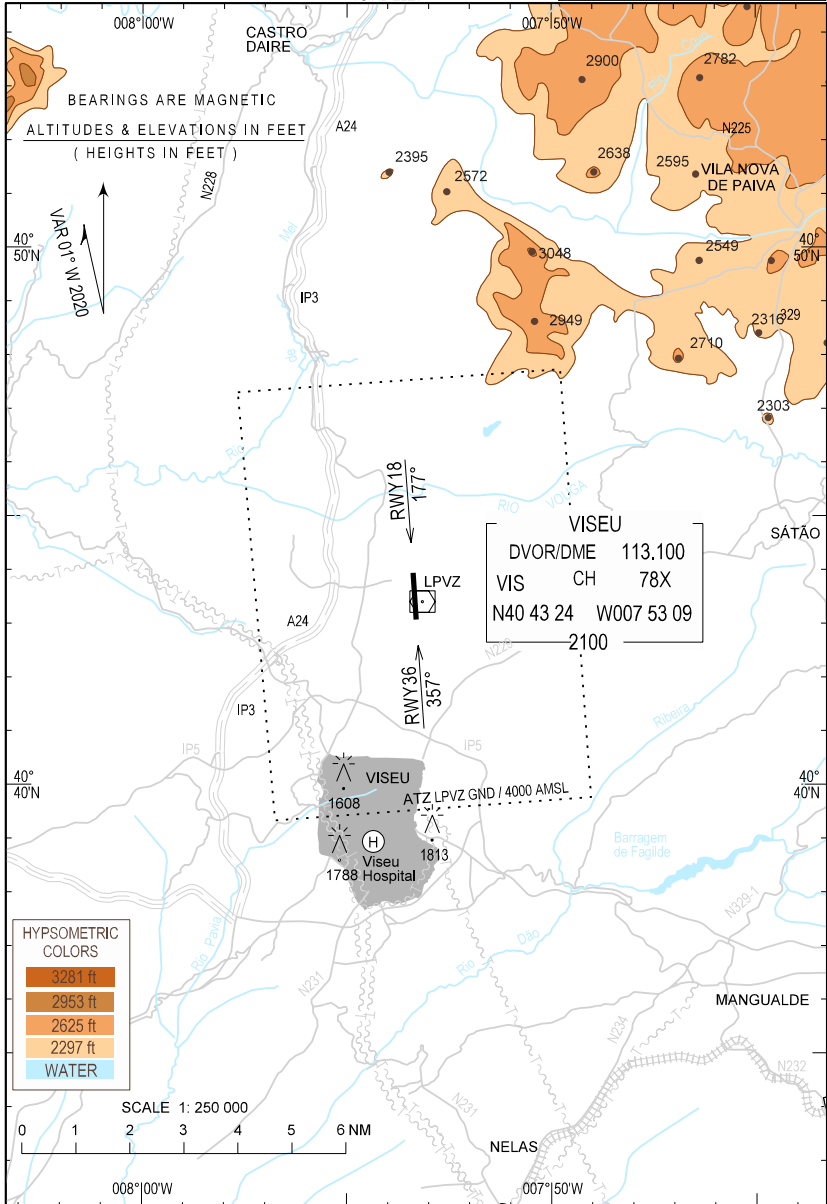 008°00'W
007°50'W
CASTRO
DAIRE
2900
2782
BEARINGS ARE MAGNETIC
ALTITUDES & ELEVATIONS IN FEET
( HEIGHTS IN FEET )
A24
N225
2395
2572
2638
2595
VILA NOVA
DE PAIVA
N228
VAR 01° W 2020
Mel
40°
50'N
40°
50'N
3048
2549
IP3
2949
2316
329
2710
de
2303
Rio
RWY18
177°
RIO VOUGA
VISEU
DVOR/DME 113.100
VIS CH 78X
N40 43 24 W007 53 09
2100
SÁTÃO
LPVZ
A24
N229
RWY36
357°
IP3
Ribeira
IP5
IP5
VISEU
40°
40'N
40°
40'N
1608
ATZ LPVZ GND / 4000 AMSL
H
Viseu
Hospital
1788
1813
Barragem
de Fagilde
N329-1
HYPSOMETRIC
COLORS
3281 ft
2953 ft
2625 ft
2297 ft
WATER
Rio Pavia
Rio Dão
N231
MANGUALDE
N234
N232
SCALE 1: 250 000
0 1 2 3 4 5 6 NM
N231
NELAS
008°00'W
007°50'W